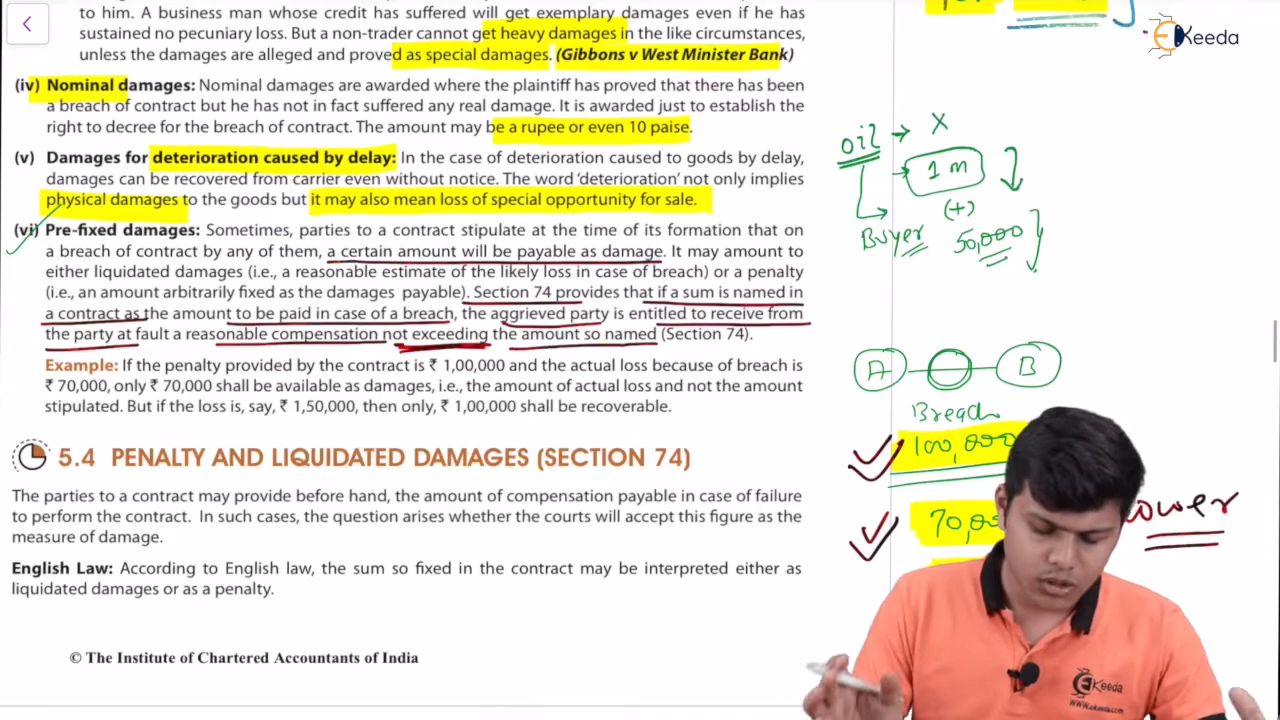 to him. A business man whose credit has suffered will get exemplary damages even if he has
sustained no pecuniary loss. But a non-trader cannot get heavy damages in the like circumstances,
unless the damages are alleged and proved as special damages. (Gibbons v West Minister Bank)
(iv) Nominal damages: Nominal damages are awarded where the plaintiff has proved that there has been
a breach of contract but he has not in fact suffered any real damage. It is awarded just to establish the
right to decree for the breach of contract. The amount may be a rupee or even 10 paise.
(v) Damages for deterioration caused by delay: In the case of deterioration caused to goods by delay,
damages can be recovered from carrier even without notice. The word 'deterioration' not only implies
physical damages to the goods but it may also mean loss of special opportunity for sale.
(vi) Pre-fixed damages: Sometimes, parties to a contract stipulate at the time of its formation that on
a breach of contract by any of them, a certain amount will be payable as damage. It may amount to
either liquidated damages (i.e., a reasonable estimate of the likely loss in case of breach) or a penalty
(i.e., an amount arbitrarily fixed as the damages payable). Section 74 provides that if a sum is named in
a contract as the amount to be paid in case of a breach, the aggrieved party is entitled to receive from
the party at fault a reasonable compensation not exceeding the amount so named (Section 74).
Example: If the penalty provided by the contract is ₹ 1,00,000 and the actual loss because of breach is
₹ 70,000, only ₹ 70,000 shall be available as damages, i.e., the amount of actual loss and not the amount
stipulated. But if the loss is, say, ₹ 1,50,000, then only, ₹ 1,00,000 shall be recoverable.
5.4 PENALTY AND LIQUIDATED DAMAGES (SECTION 74)
The parties to a contract may provide before hand, the amount of compensation payable in case of failure
to perform the contract. In such cases, the question arises whether the courts will accept this figure as the
measure of damage.
English Law: According to English law, the sum so fixed in the contract may be interpreted either as
liquidated damages or as a penalty.
© The Institute of Chartered Accountants of India
Ekeeda
oil → X
1 m
(+)
Buyer 50,000
A B
Breach
100,000
70,0
ower
Ekeeda
www.ekeeda.com